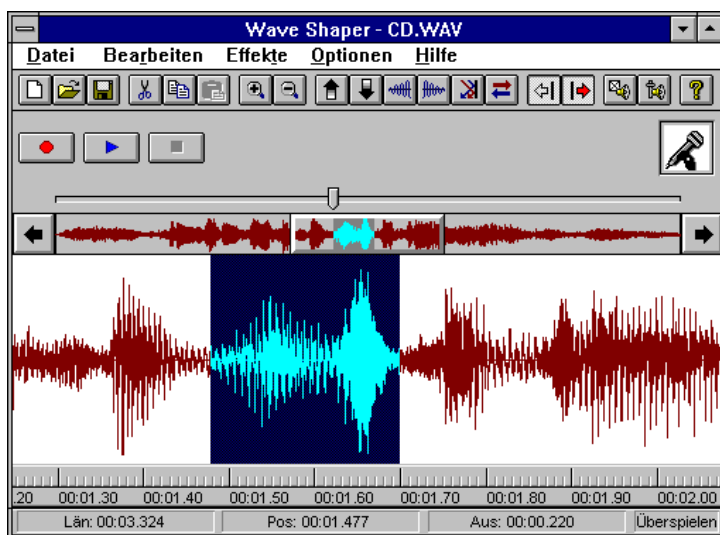 Wave Shaper - CD.WAV
Datei Bearbeiten Effekte Optionen Hilfe
.20 00:01.30 00:01.40 00:01.50 00:01.60 00:01.70 00:01.80 00:01.90 00:02.00
Län: 00:03.324 Pos: 00:01.477 Aus: 00:00.220 Überspielen